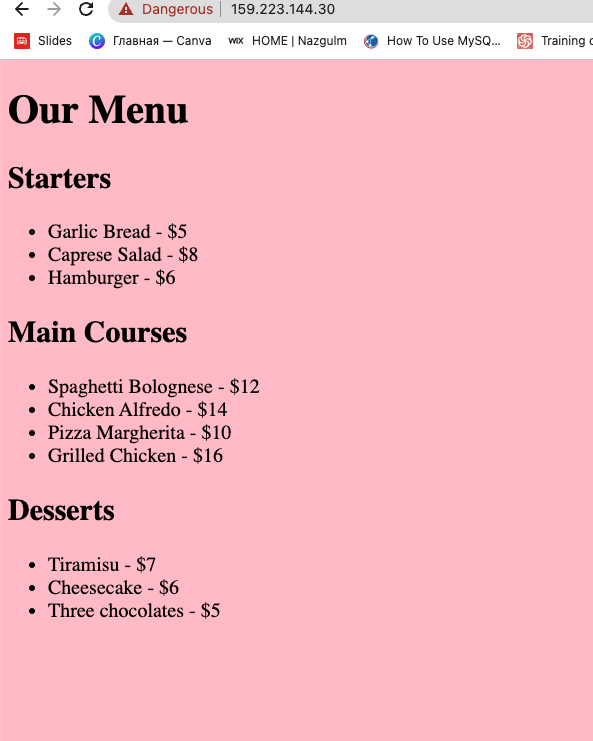 Dangerous 159.223.144.30
Slides Главная — Canva WiX HOME | Nazgulm How To Use MySQ... Training
Our Menu
Starters
• Garlic Bread - $5
• Caprese Salad - $8
• Hamburger - $6
Main Courses
• Spaghetti Bolognese - $12
• Chicken Alfredo - $14
• Pizza Margherita - $10
• Grilled Chicken - $16
Desserts
• Tiramisu - $7
• Cheesecake - $6
• Three chocolates - $5